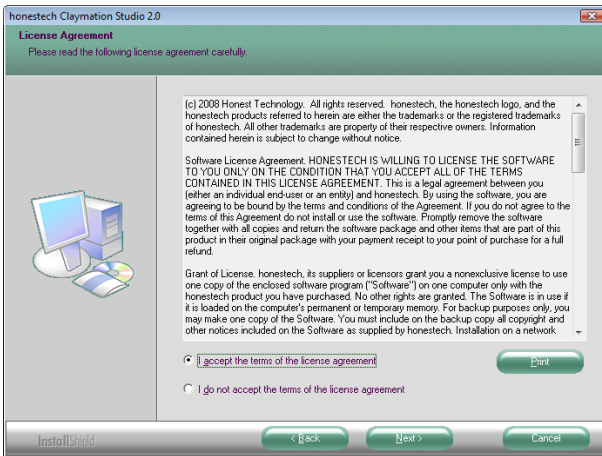 honestech Claymation Studio 2.0
License Agreement
Please read the following license agreement carefully.
(c) 2008 Honest Technology. All rights reserved. honestech, the honestech logo, and the
honestech products referred to herein are either the trademarks or the registered trademarks
of honestech. All other trademarks are property of their respective owners. Information
contained herein is subject to change without notice.
Software License Agreement. HONESTECH IS WILLING TO LICENSE THE SOFTWARE
TO YOU ONLY ON THE CONDITION THAT YOU ACCEPT ALL OF THE TERMS
CONTAINED IN THIS LICENSE AGREEMENT. This is a legal agreement between you
(either an individual end-user or an entity) and honestech. By using the software, you are
agreeing to be bound by the terms and conditions of the Agreement. If you do not agree to the
terms of this Agreement do not install or use the software. Promptly remove the software
together with all copies and return the software package and other items that are part of this
product in their original package with your payment receipt to your point of purchase for a full
refund.
Grant of License. honestech, its suppliers or licensors grant you a nonexclusive license to use
one copy of the enclosed software program ("Software") on one computer only with the
honestech product you have purchased. No other rights are granted. The Software is in use if
it is loaded on the computer's permanent or temporary memory. For backup purposes only, you
may make one copy of the Software. You must include on the backup copy all copyright and
other notices included on the Software as supplied by honestech. Installation on a network
I accept the terms of the license agreement
Print
I do not accept the terms of the license agreement
InstallShield
< Back
Next >
Cancel